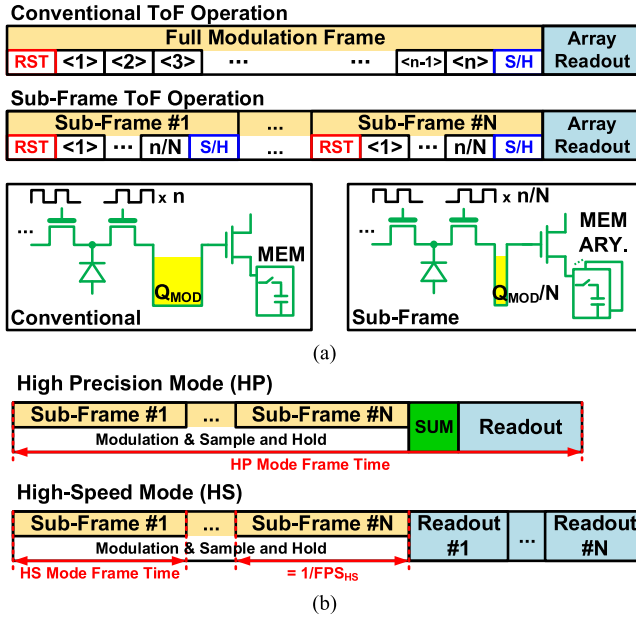 Conventional ToF Operation
Full Modulation Frame
Array Readout
RST <1> <2> <3> ... ... <n-1> <n> S/H
Sub-Frame ToF Operation
Sub-Frame #1 ... Sub-Frame #N
Array Readout
RST <1> ... n/N S/H ... RST <1> ... n/N S/H
x n
...
MEM
QMOD
Conventional
x n/N
...
MEM
ARY.
QMOD/N
Sub-Frame
(a)
High Precision Mode (HP)
Sub-Frame #1 ... Sub-Frame #N SUM Readout
Modulation & Sample and Hold
HP Mode Frame Time
High-Speed Mode (HS)
Sub-Frame #1 ... Sub-Frame #N Readout #1 ... Readout #N
Modulation & Sample and Hold
HS Mode Frame Time = 1/FPSHS
(b)